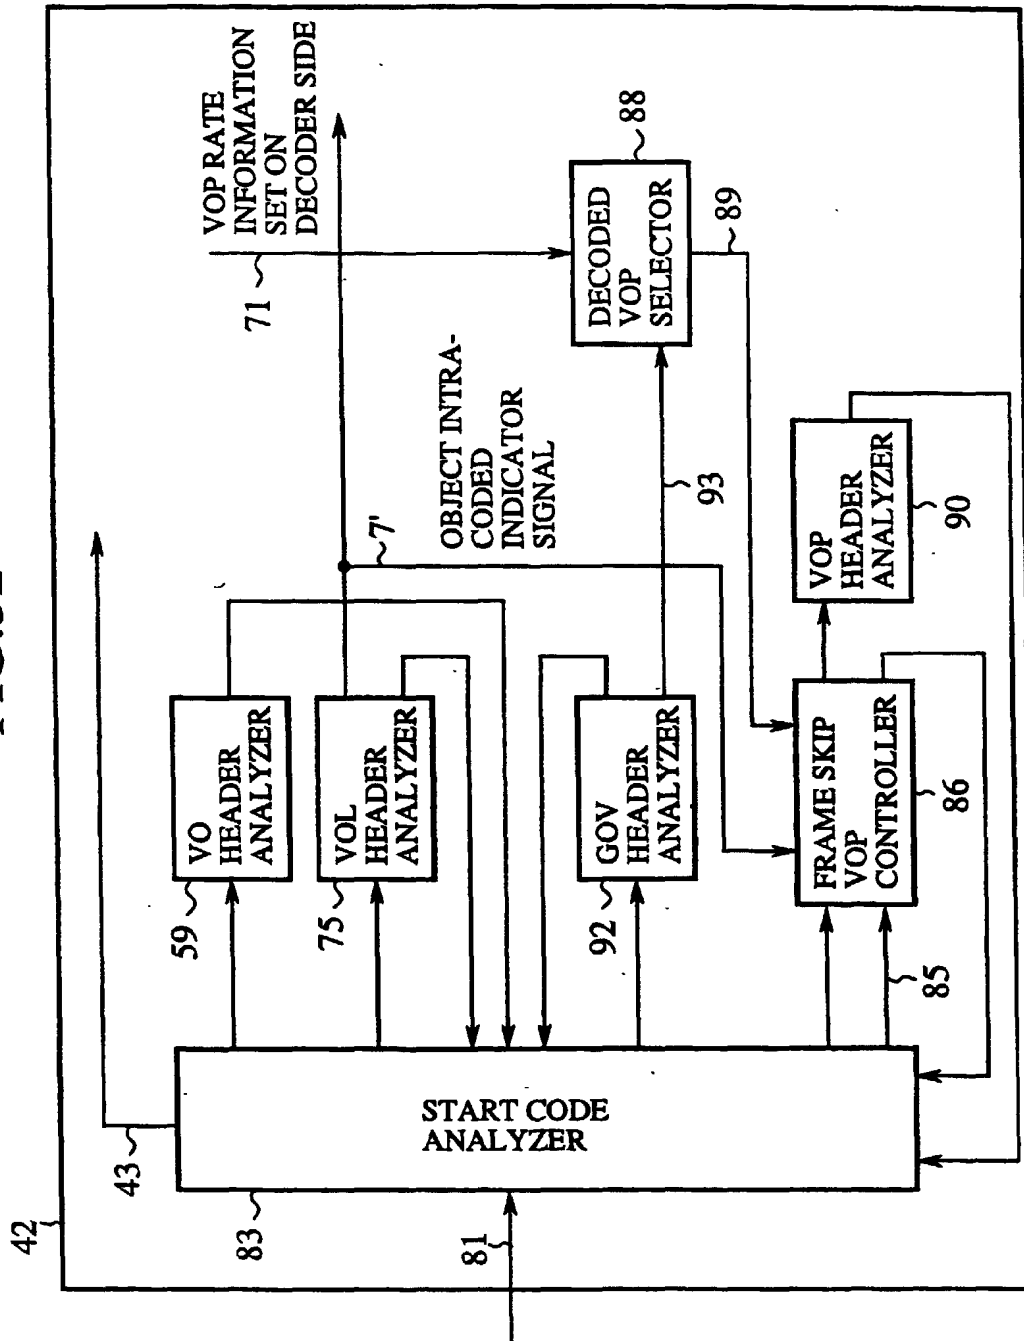 42
43
83
START CODE
ANALYZER
81
59
VO
HEADER
ANALYZER
75
VOL
HEADER
ANALYZER
92
GOV
HEADER
ANALYZER
85
FRAME SKIP
VOP
CONTROLLER
86
VOP
HEADER
ANALYZER
90
7'
OBJECT INTRA-
CODED
INDICATOR
SIGNAL
93
71
VOP RATE
INFORMATION
SET ON
DECODER SIDE
DECODED
VOP
SELECTOR
88
89